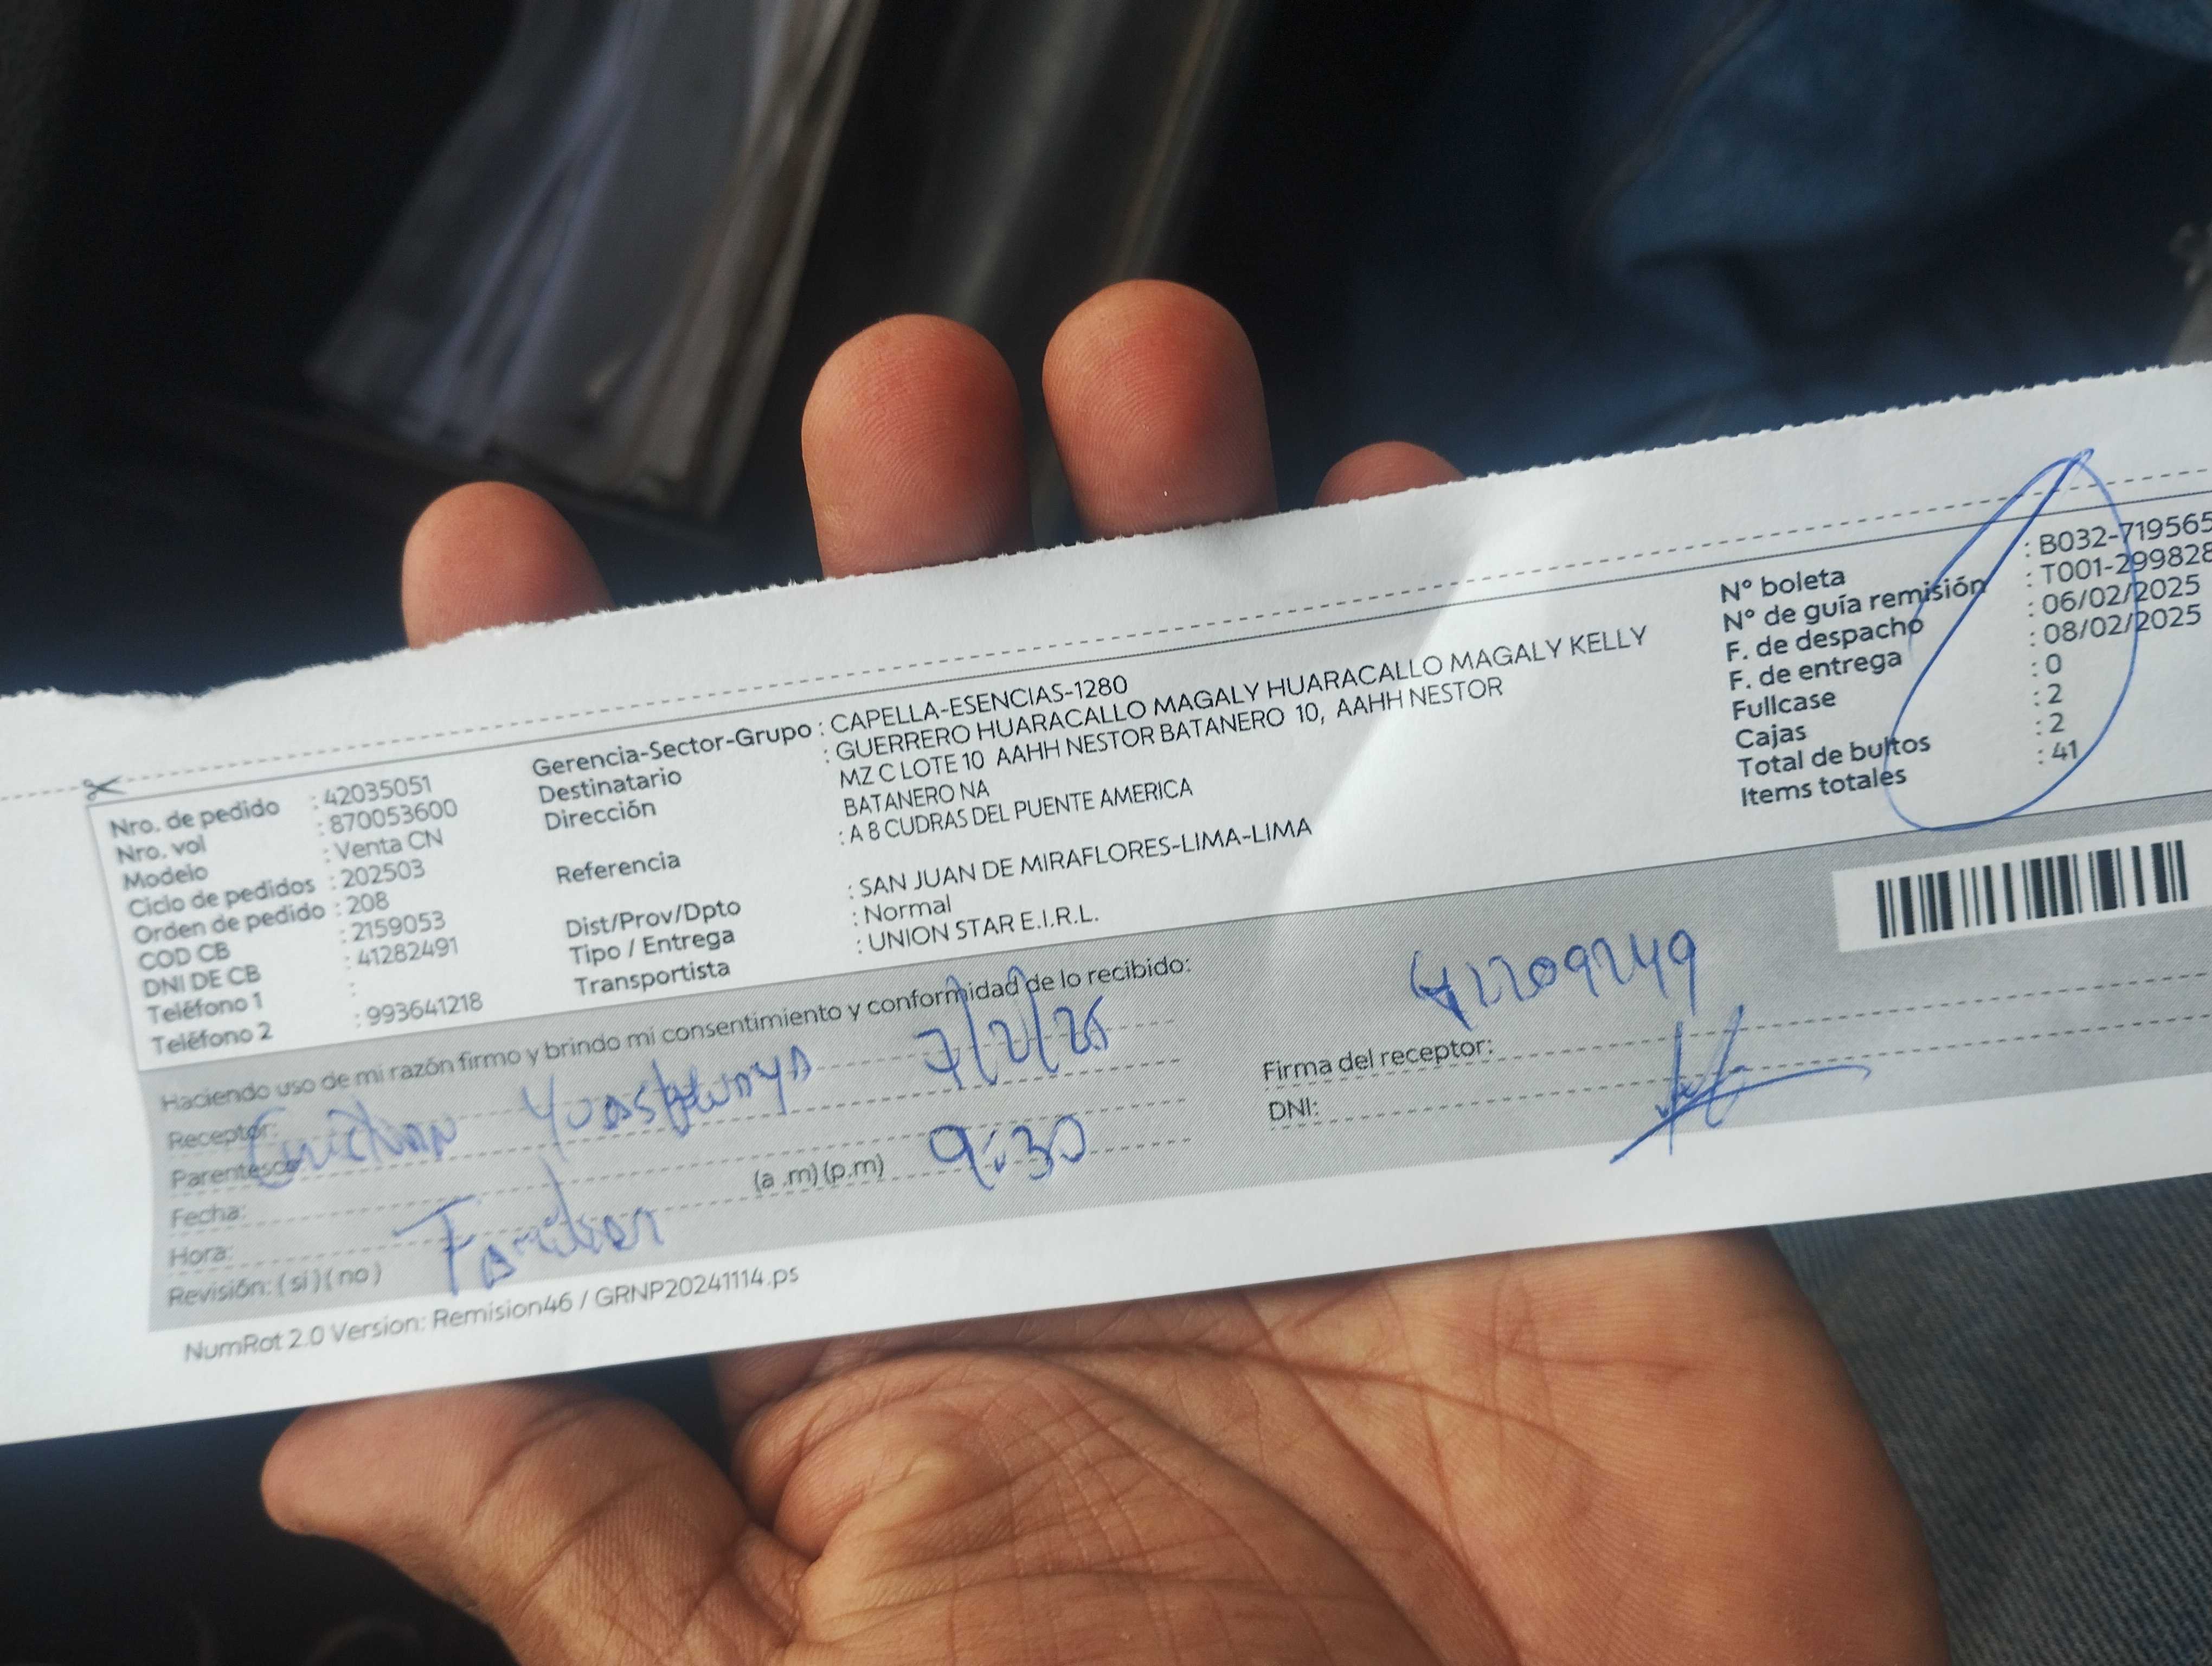 Nro. de pedido : 42035051
Nro. vol : 870053600
Modelo : Venta CN
Ciclo de pedidos : 202503
Orden de pedido : 208
COD CB : 2159053
DNI DE CB : 41282491
Teléfono 1 :
Teléfono 2 : 993641218
Gerencia-Sector-Grupo : CAPELLA-ESENCIAS-1280
Destinatario : GUERRERO HUARACALLO MAGALY HUARACALLO MAGALY KELLY
Dirección MZ C LOTE 10 AAHH NESTOR BATANERO 10, AAHH NESTOR
BATANERO NA
Referencia : A 8 CUDRAS DEL PUENTE AMERICA
Dist/Prov/Dpto : SAN JUAN DE MIRAFLORES-LIMA-LIMA
Tipo / Entrega : Normal
Transportista : UNION STAR E.I.R.L.
N° boleta : B032-719565
N° de guía remisión : T001-299828
F. de despacho : 06/02/2025
F. de entrega : 08/02/2025
Fullcase : 0
Cajas : 2
Total de bultos : 2
Items totales : 41
Haciendo uso de mi razón firmo y brindo mi consentimiento y conformidad de lo recibido:
Receptor:
Parentesco
Fecha:
Hora: (a .m) (p.m) 9:30
Revisión: ( si ) ( no ) Familiar
Firma del receptor:
DNI:
NumRot 2.0 Version: Remision46 / GRNP20241114.ps